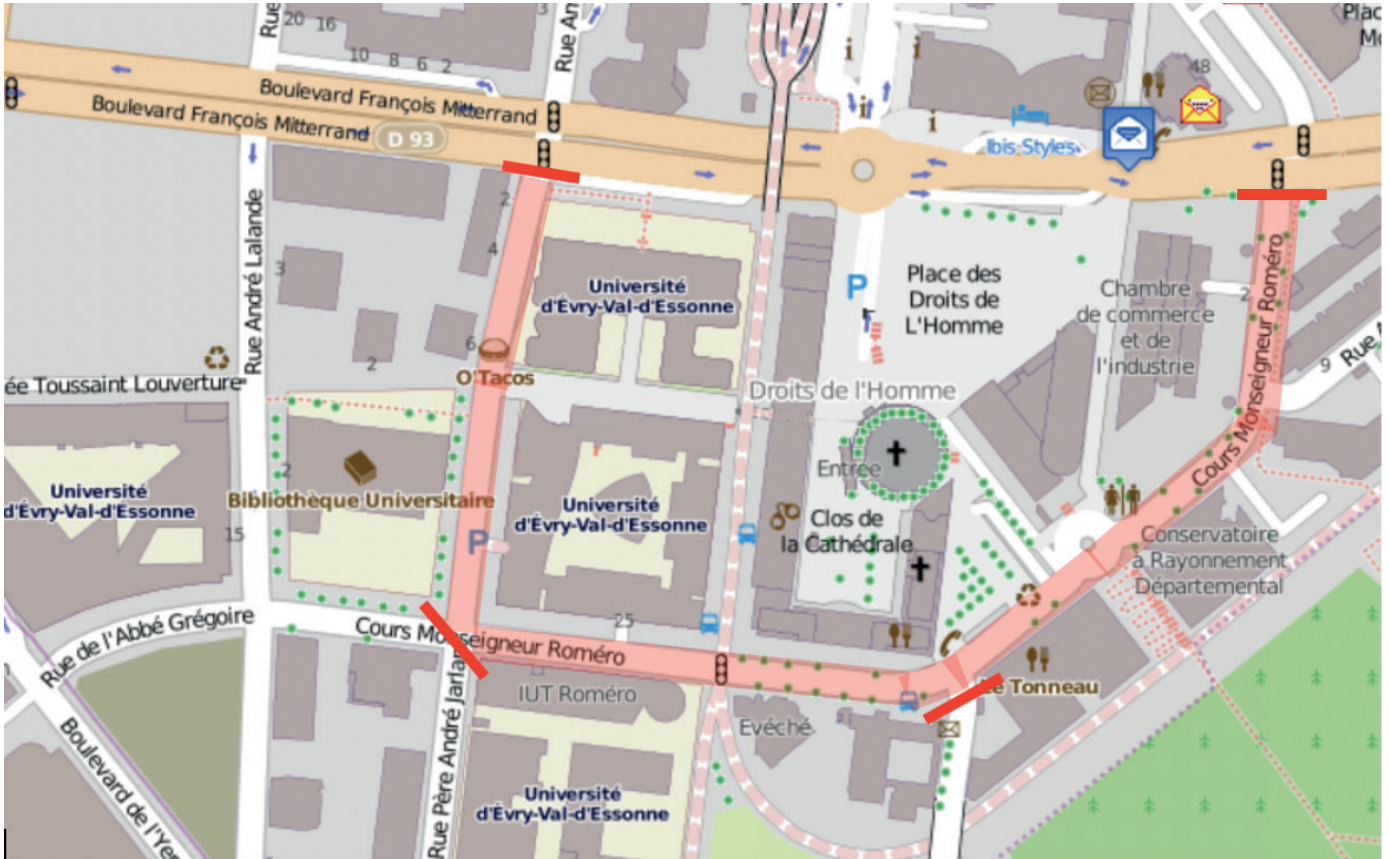 Rue
20
16
10 8 6 2
Rue An
3
i
i
i
i
48
Plac
Mo
Boulevard François Mitterrand
Boulevard François Mitterrand
D 93
Ibis Styles
Rue André Lalande
2
4
3
Université
d'Évry-Val-d'Essonne
P
Place des
Droits de
L'Homme
Chambre
de commerce
et de
l'industrie
2
Cours Monseigneur Roméro
9
Rue
6
2
O'Tacos
ée Toussaint Louverture
Droits de l'Homme
Entrée
2
Bibliothèque Universitaire
Université
d'Évry-Val-d'Essonne
15
Université
d'Évry-Val-d'Essonne
P
Clos de
la Cathédrale
Conservatoire
à Rayonnement
Départemental
Rue de l'Abbé Grégoire
Cours Monseigneur Roméro
25
IUT Roméro
Le Tonneau
Evéché
Rue Père André Jarlan
Boulevard de l'Yer
Université
d'Évry-Val-d'Essonne